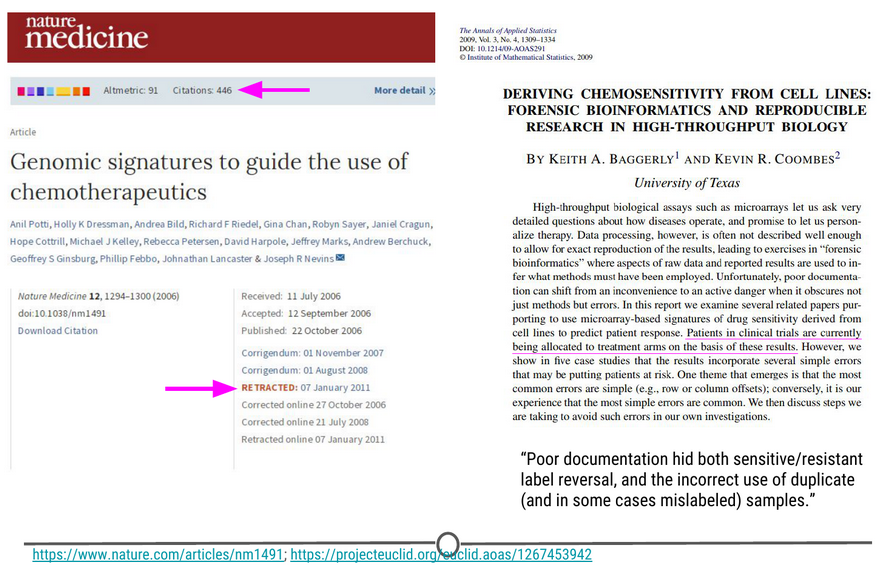 nature
medicine
Altmetric: 91 Citations: 446 More detail »
Article
Genomic signatures to guide the use of
chemotherapeutics
Anil Potti, Holly K Dressman, Andrea Bild, Richard F Riedel, Gina Chan, Robyn Sayer, Janiel Cragun,
Hope Cottrill, Michael J Kelley, Rebecca Petersen, David Harpole, Jeffrey Marks, Andrew Berchuck,
Geoffrey S Ginsburg, Phillip Febbo, Johnathan Lancaster & Joseph R Nevins
Nature Medicine 12, 1294–1300 (2006)
doi:10.1038/nm1491
Download Citation
Received: 11 July 2006
Accepted: 12 September 2006
Published: 22 October 2006
Corrigendum: 01 November 2007
Corrigendum: 01 August 2008
RETRACTED: 07 January 2011
Corrected online 27 October 2006
Corrected online 21 July 2008
Retracted online 07 January 2011
The Annals of Applied Statistics
2009, Vol. 3, No. 4, 1309–1334
DOI: 10.1214/09-AOAS291
© Institute of Mathematical Statistics, 2009
DERIVING CHEMOSENSITIVITY FROM CELL LINES:
FORENSIC BIOINFORMATICS AND REPRODUCIBLE
RESEARCH IN HIGH-THROUGHPUT BIOLOGY
BY KEITH A. BAGGERLY1 AND KEVIN R. COOMBES2
University of Texas
High-throughput biological assays such as microarrays let us ask very
detailed questions about how diseases operate, and promise to let us person-
alize therapy. Data processing, however, is often not described well enough
to allow for exact reproduction of the results, leading to exercises in “forensic
bioinformatics” where aspects of raw data and reported results are used to in-
fer what methods must have been employed. Unfortunately, poor documenta-
tion can shift from an inconvenience to an active danger when it obscures not
just methods but errors. In this report we examine several related papers pur-
porting to use microarray-based signatures of drug sensitivity derived from
cell lines to predict patient response. Patients in clinical trials are currently
being allocated to treatment arms on the basis of these results. However, we
show in five case studies that the results incorporate several simple errors
that may be putting patients at risk. One theme that emerges is that the most
common errors are simple (e.g., row or column offsets); conversely, it is our
experience that the most simple errors are common. We then discuss steps we
are taking to avoid such errors in our own investigations.
“Poor documentation hid both sensitive/resistant
label reversal, and the incorrect use of duplicate
(and in some cases mislabeled) samples.”
https://www.nature.com/articles/nm1491; https://projecteuclid.org/euclid.aoas/1267453942